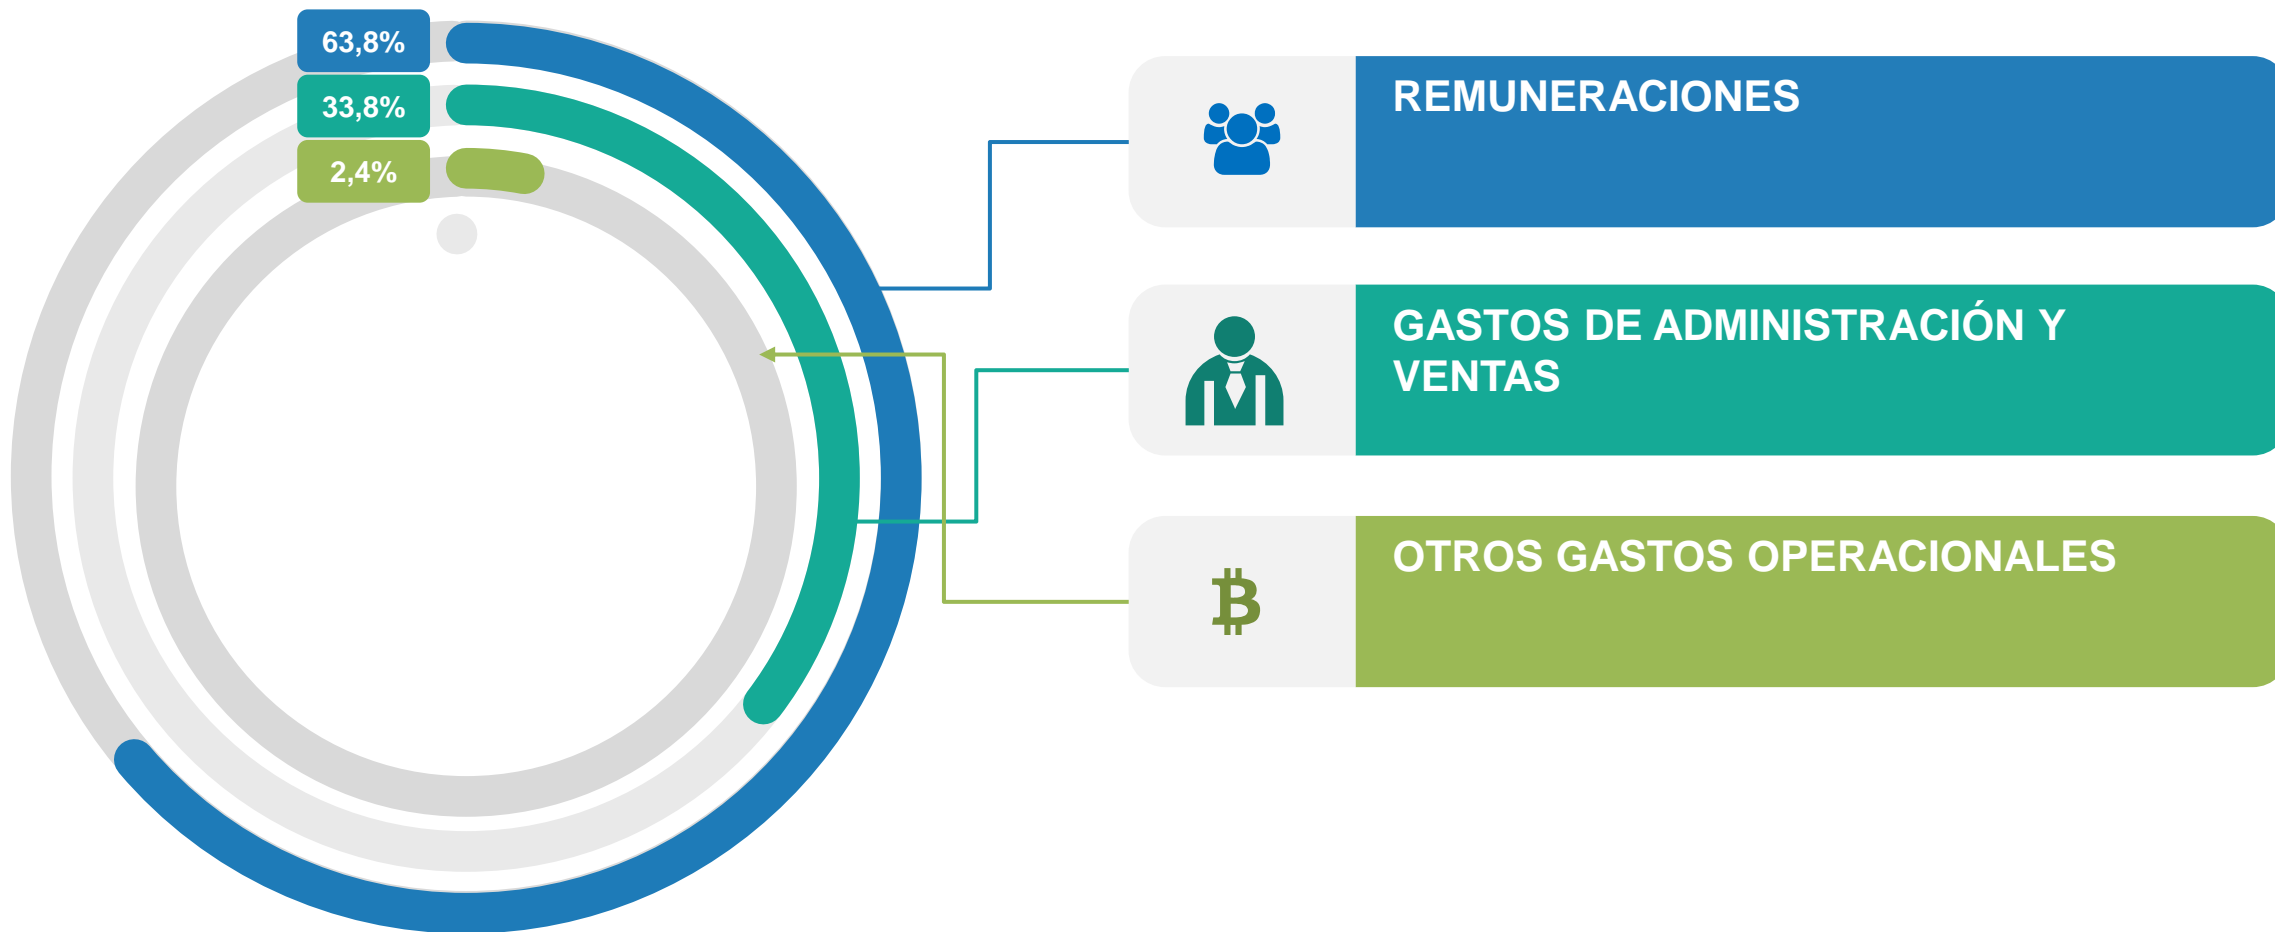 63,8%
33,8%
2,4%
REMUNERACIONES
GASTOS DE ADMINISTRACIÓN Y
VENTAS
OTROS GASTOS OPERACIONALES